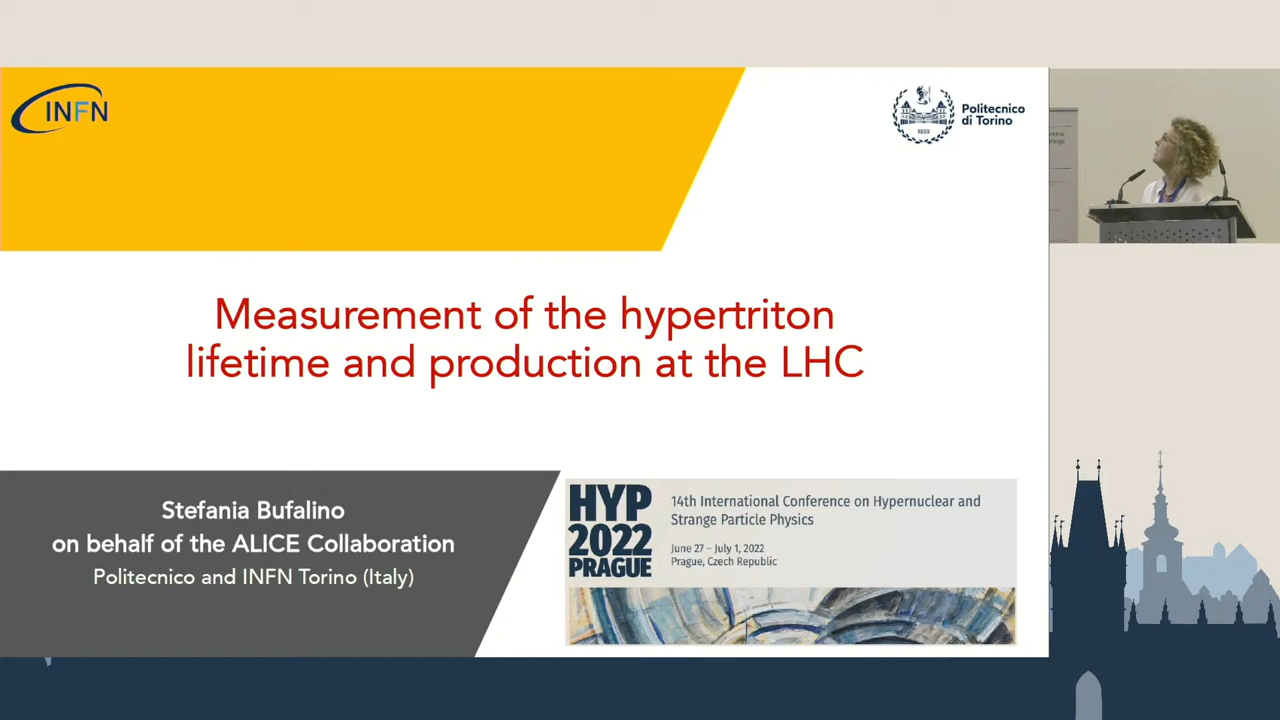 INFN
1859
Politecnico
di Torino
Measurement of the hypertriton
lifetime and production at the LHC
Stefania Bufalino
on behalf of the ALICE Collaboration
Politecnico and INFN Torino (Italy)
HYP
2022
PRAGUE
14th International Conference on Hypernuclear and
Strange Particle Physics
June 27 – July 1, 2022
Prague, Czech Republic